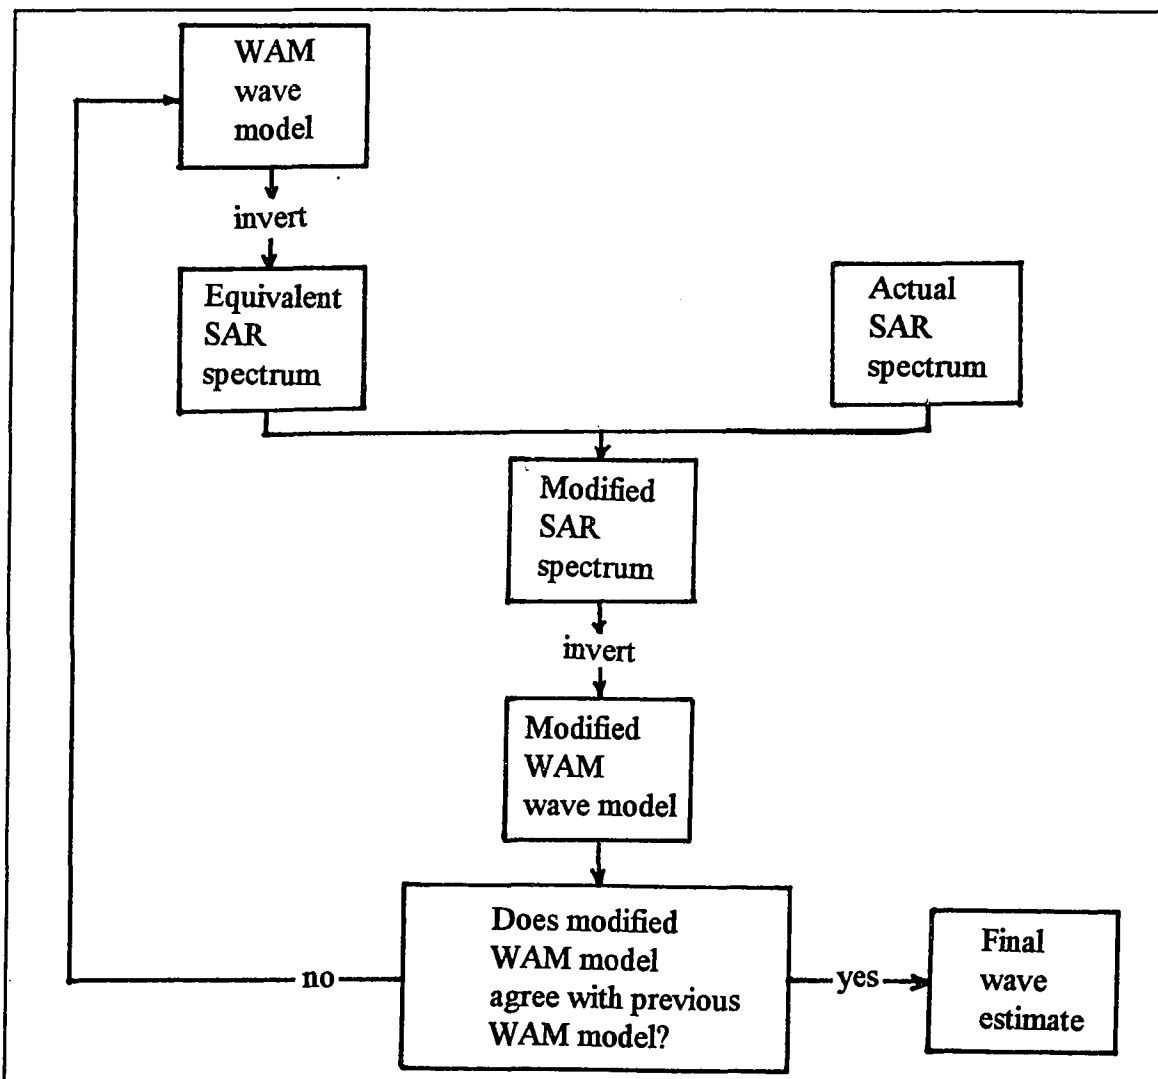 WAM
wave
model
invert
Equivalent
SAR
spectrum
Actual
SAR
spectrum
Modified
SAR
spectrum
invert
Modified
WAM
wave model
Does modified
WAM model
agree with previous
WAM model?
no
yes
Final
wave
estimate